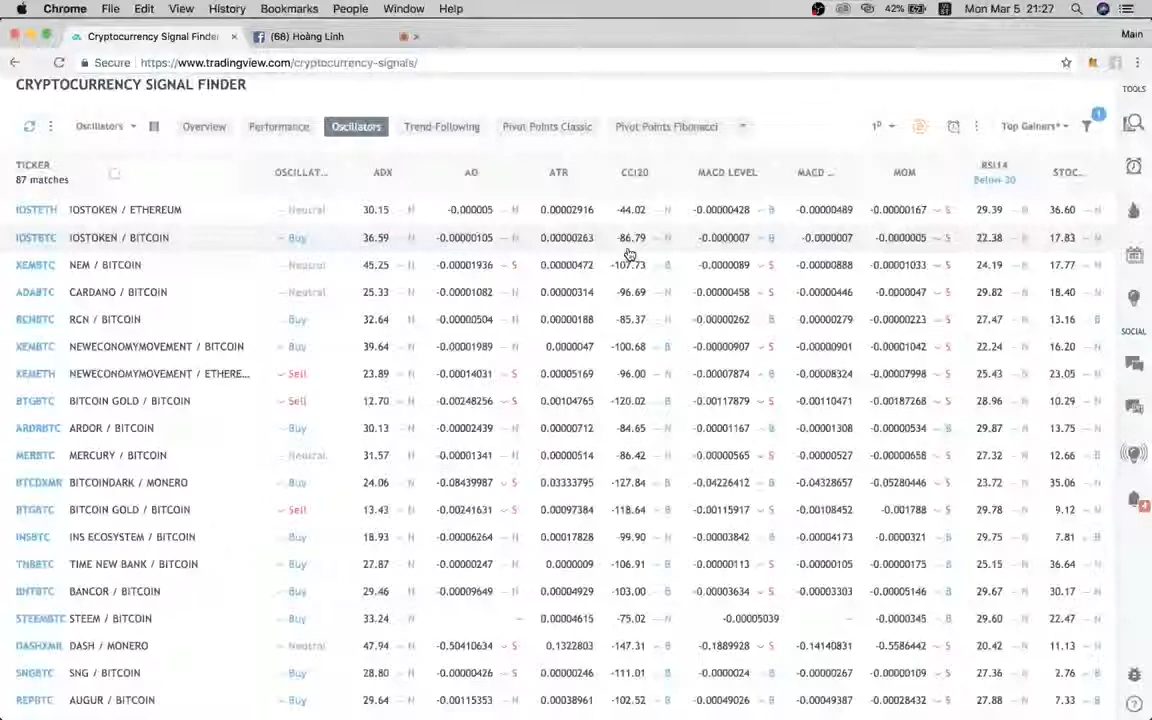 Chrome File Edit View History Bookmarks People Window Help 42% Mon Mar 5 21:27
Cryptocurrency Signal Finder (68) Hoàng Linh Main
Secure https://www.tradingview.com/cryptocurrency-signals/
CRYPTOCURRENCY SIGNAL FINDER TOOLS
Oscillators Overview Performance Oscillators Trend-Following Pivot Points Classic Pivot Points Fibonacci 1D Top Gainers* 1
TICKER OSCILLAT... ADX AO ATR CCI20 MACD LEVEL MACD ... MOM RSI14 STOC...
87 matches Below 30
IOSTETH IOSTOKEN / ETHEREUM Neutral 30.15 N -0.000005 N 0.00002916 -44.02 N -0.00000428 B -0.00000489 -0.00000167 S 29.39 N 36.60 N
IOSTBTC IOSTOKEN / BITCOIN Buy 36.59 N -0.00000105 N 0.00000263 -86.79 N -0.0000007 B -0.0000007 -0.0000005 S 22.38 N 17.83 N
XEMBTC NEM / BITCOIN Neutral 45.25 N -0.00001936 S 0.00000472 -107.73 N -0.0000089 S -0.00000888 -0.00001033 S 24.19 N 17.77 N
ADABTC CARDANO / BITCOIN Neutral 25.33 N -0.00001082 N 0.00000314 -96.69 N -0.00000458 S -0.00000446 -0.0000047 S 29.82 N 18.40 N
RCNBTC RCN / BITCOIN Buy 32.64 N -0.00000504 N 0.00000188 -85.37 N -0.00000262 B -0.00000279 -0.00000223 S 27.47 N 13.16 B
XEMBTC NEWECONOMYMOVEMENT / BITCOIN Buy 39.64 N -0.00001989 N 0.0000047 -100.68 B -0.00000907 S -0.00000901 -0.00001042 S 22.24 N 16.20 N
XEMETH NEWECONOMYMOVEMENT / ETHERE... Sell 23.89 N -0.00014031 S 0.00005169 -96.00 N -0.00007874 B -0.00008324 -0.00007998 S 25.43 N 23.05 N
BTGBTC BITCOIN GOLD / BITCOIN Sell 12.70 N -0.00248256 S 0.00104765 -120.02 B -0.00117879 S -0.00110471 -0.00187268 S 28.96 N 10.29 N
ARDRBTC ARDOR / BITCOIN Buy 30.13 N -0.00002439 N 0.00000712 -84.65 N -0.00001167 B -0.00001308 -0.00000534 B 29.87 N 13.75 N
MERBTC MERCURY / BITCOIN Neutral 31.57 N -0.00001341 N 0.00000514 -86.42 N -0.00000565 S -0.00000527 -0.00000658 S 27.32 N 12.66 B
BTCDXMR BITCOINDARK / MONERO Buy 24.06 N -0.08439987 S 0.03333795 -127.84 B -0.04226412 B -0.04328657 -0.05280446 S 23.72 N 35.06 N
BTGBTC BITCOIN GOLD / BITCOIN Sell 13.43 N -0.00241631 S 0.00097384 -118.64 B -0.00115917 S -0.00108452 -0.001788 S 29.78 N 9.12 N
INSBTC INS ECOSYSTEM / BITCOIN Buy 18.93 N -0.00006264 N 0.00017828 -99.90 N -0.00003842 B -0.00004173 -0.0000321 B 29.75 N 7.81 B
TNBBTC TIME NEW BANK / BITCOIN Buy 27.87 N -0.00000247 N 0.0000009 -106.91 B -0.00000113 S -0.00000105 -0.00000175 S 25.15 N 36.64 N
BNTBTC BANCOR / BITCOIN Buy 29.46 N -0.00009649 N 0.00004929 -103.00 B -0.00003634 S -0.00003303 -0.00005146 B 29.67 N 30.17 N
STEEMBTC STEEM / BITCOIN Buy 33.24 N 0.00004615 -75.02 N -0.00005039 -0.0000345 B 29.60 N 22.47 N
DASHXMR DASH / MONERO Neutral 47.94 N -0.50410634 S 0.1322803 -147.31 B -0.1889928 S -0.14140831 -0.5586442 S 20.42 N 11.13 N
SNGBTC SNG / BITCOIN Buy 28.80 N -0.00000426 S 0.00000246 -111.01 B -0.0000024 B -0.00000267 -0.00000109 S 27.36 N 2.76 B
REPBTC AUGUR / BITCOIN Buy 29.64 N -0.00115353 N 0.00038961 -102.52 B -0.00049026 B -0.00049387 -0.00028432 S 27.88 N 7.33 B
SOCIAL
4